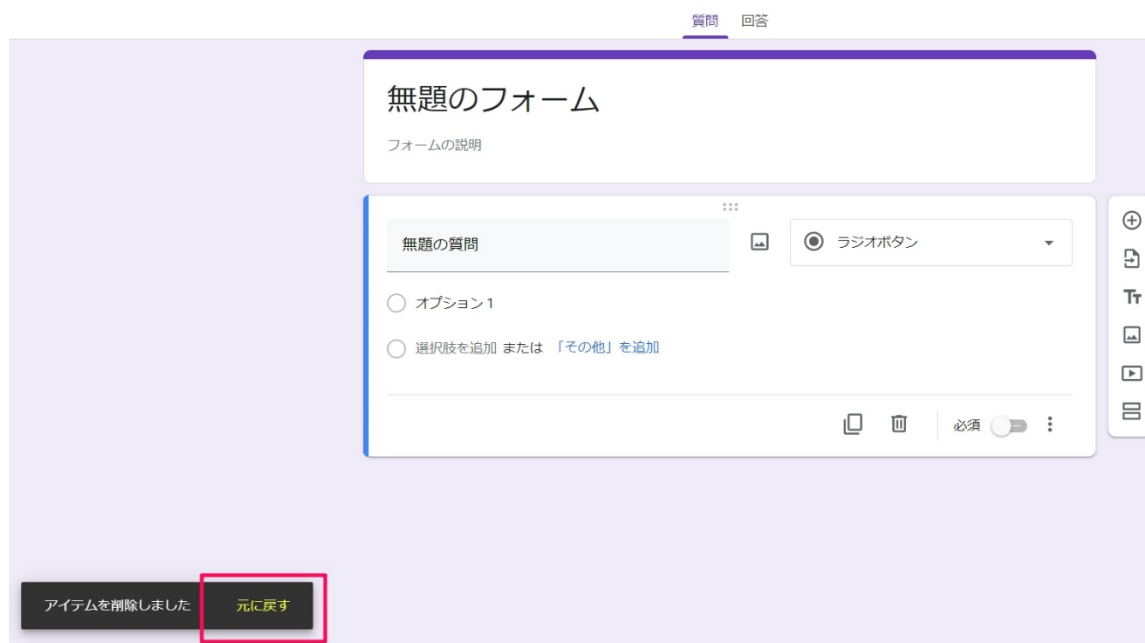 質問 回答
無題のフォーム
フォームの説明
無題の質問
ラジオボタン
オプション 1
選択肢を追加 または 「その他」を追加
Tт
必須
アイテムを削除しました 元に戻す